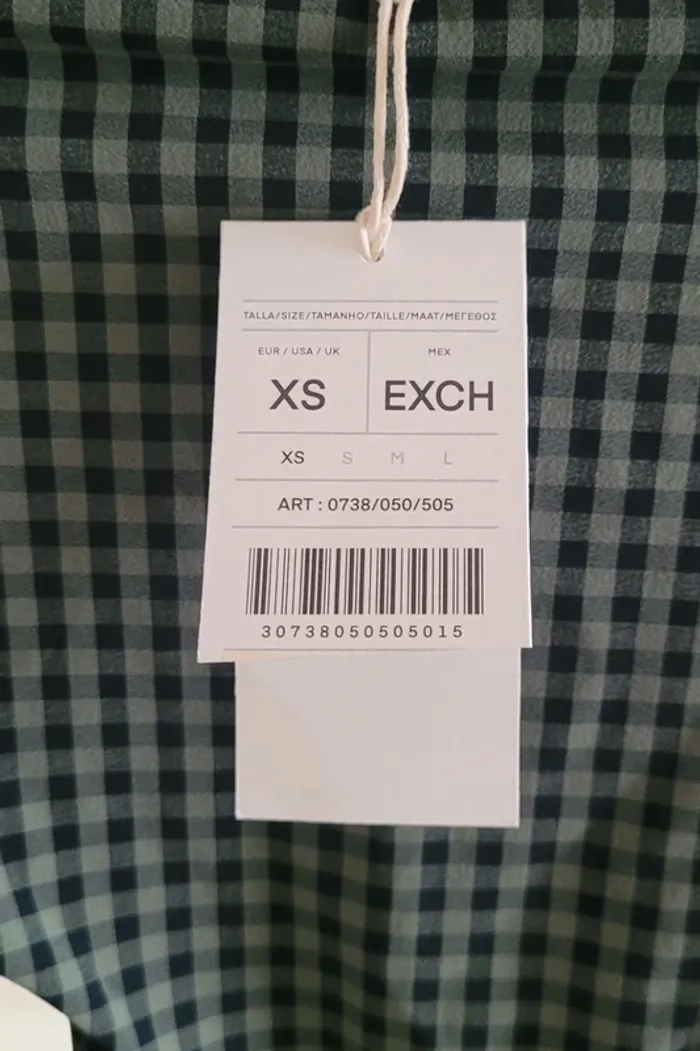 TALLA/SIZE/TAMANHO/TAILLE/MAAT/ΜΕΓΕΘΟΣ
EUR / USA / UK
MEX
XS
EXCH
XS S M L
ART : 0738/050/505
30738050505015